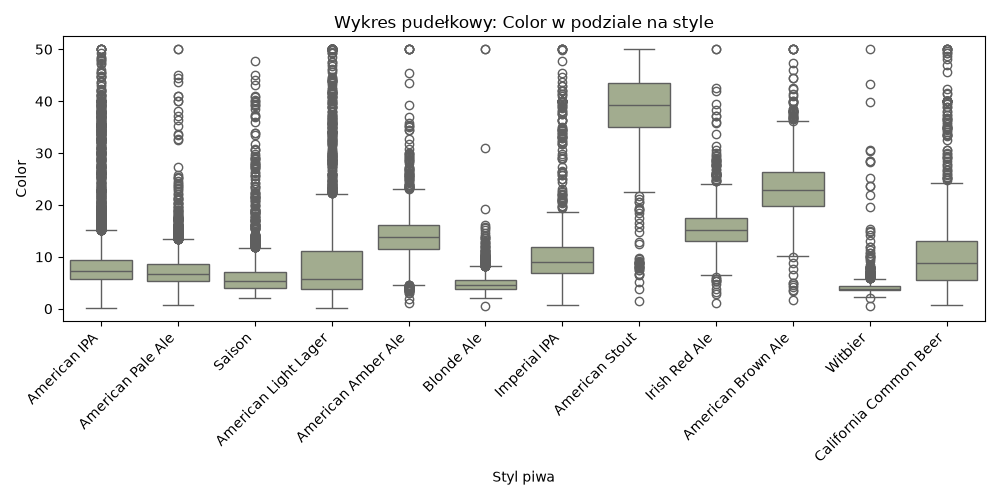 Wykres pudełkowy: Color w podziale na style
Color
50
40
30
20
10
0
American IPA
American Pale Ale
Saison
American Light Lager
American Amber Ale
Blonde Ale
Imperial IPA
American Stout
Irish Red Ale
American Brown Ale
Witbier
California Common Beer
Styl piwa